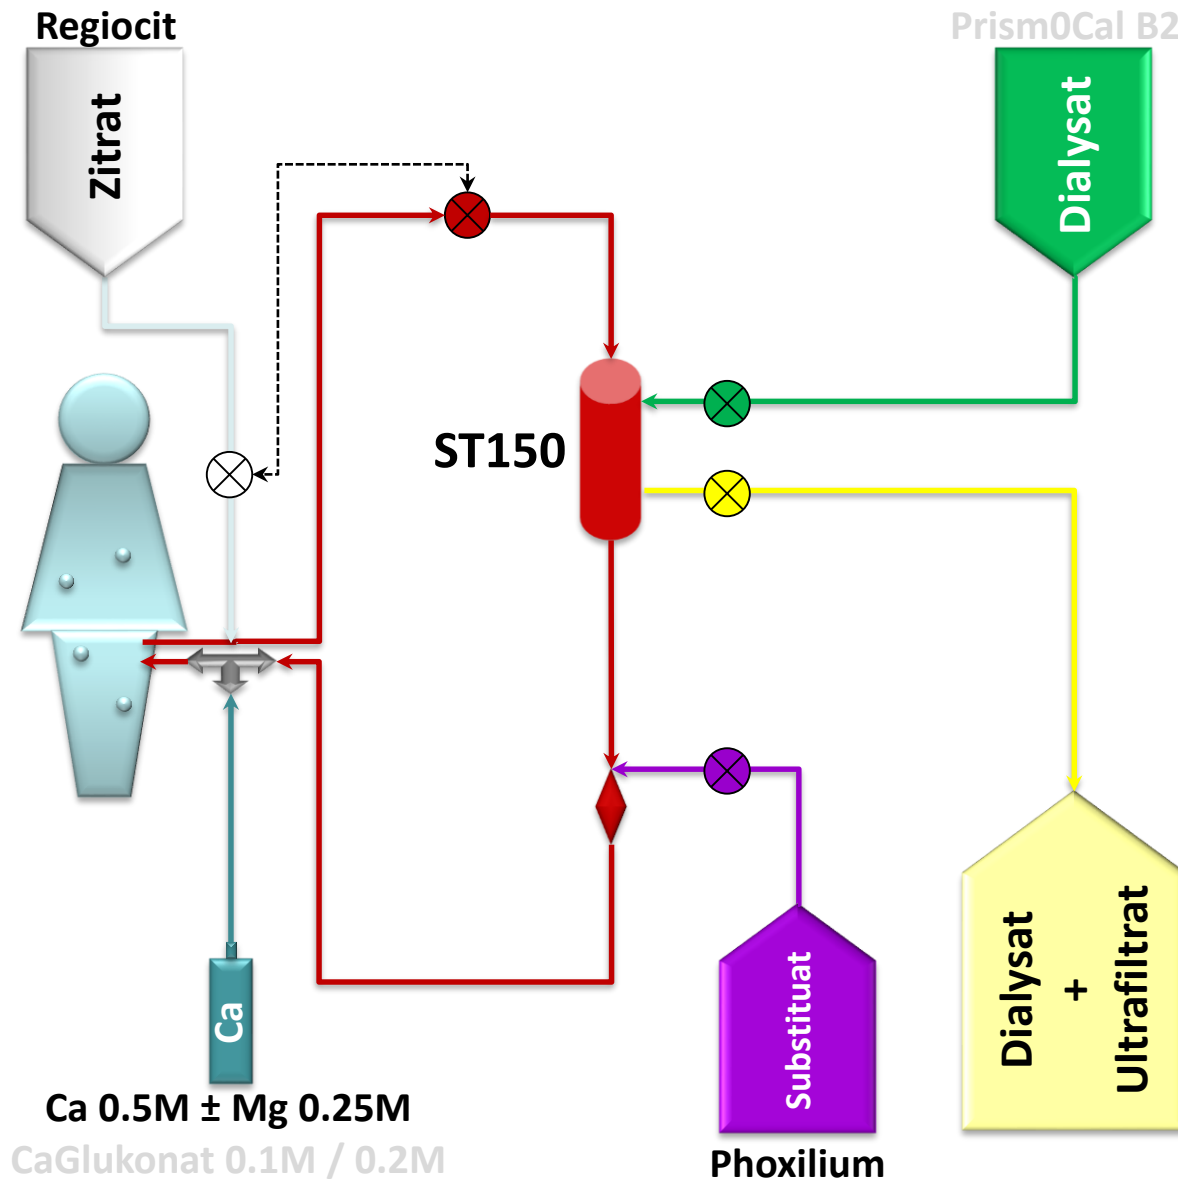 Regiocit
Prism0Cal B2
Zitrat
Dialysat
ST150
Ca
Substituat
Dialysat
+
Ultrafiltrat
Ca 0.5M ± Mg 0.25M
CaGlukonat 0.1M / 0.2M
Phoxilium